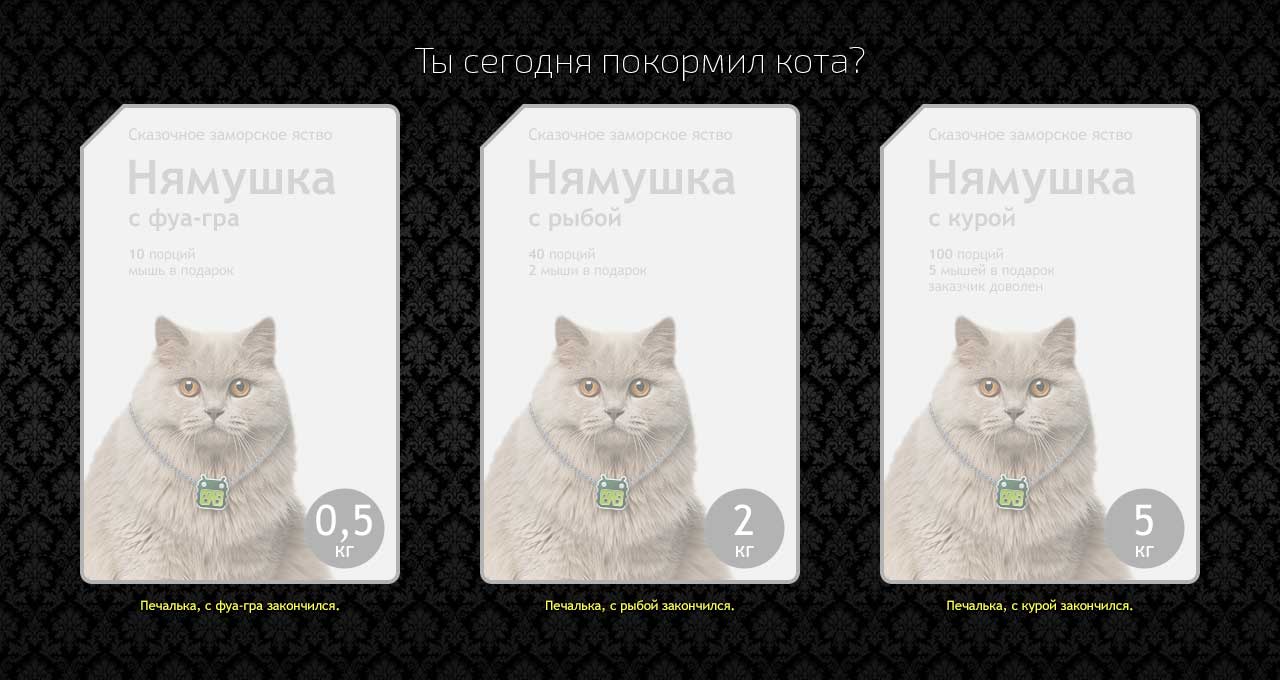 Ты сегодня покормил кота?
Сказочное заморское яство
Нямушка
с фуа-гра
10 порций
мышь в подарок
0,5
кг
Печалька, с фуа-гра закончился.
Сказочное заморское яство
Нямушка
с рыбой
40 порций
2 мыши в подарок
2
кг
Печалька, с рыбой закончился.
Сказочное заморское яство
Нямушка
с курой
100 порций
5 мышей в подарок
заказчик доволен
5
кг
Печалька, с курой закончился.